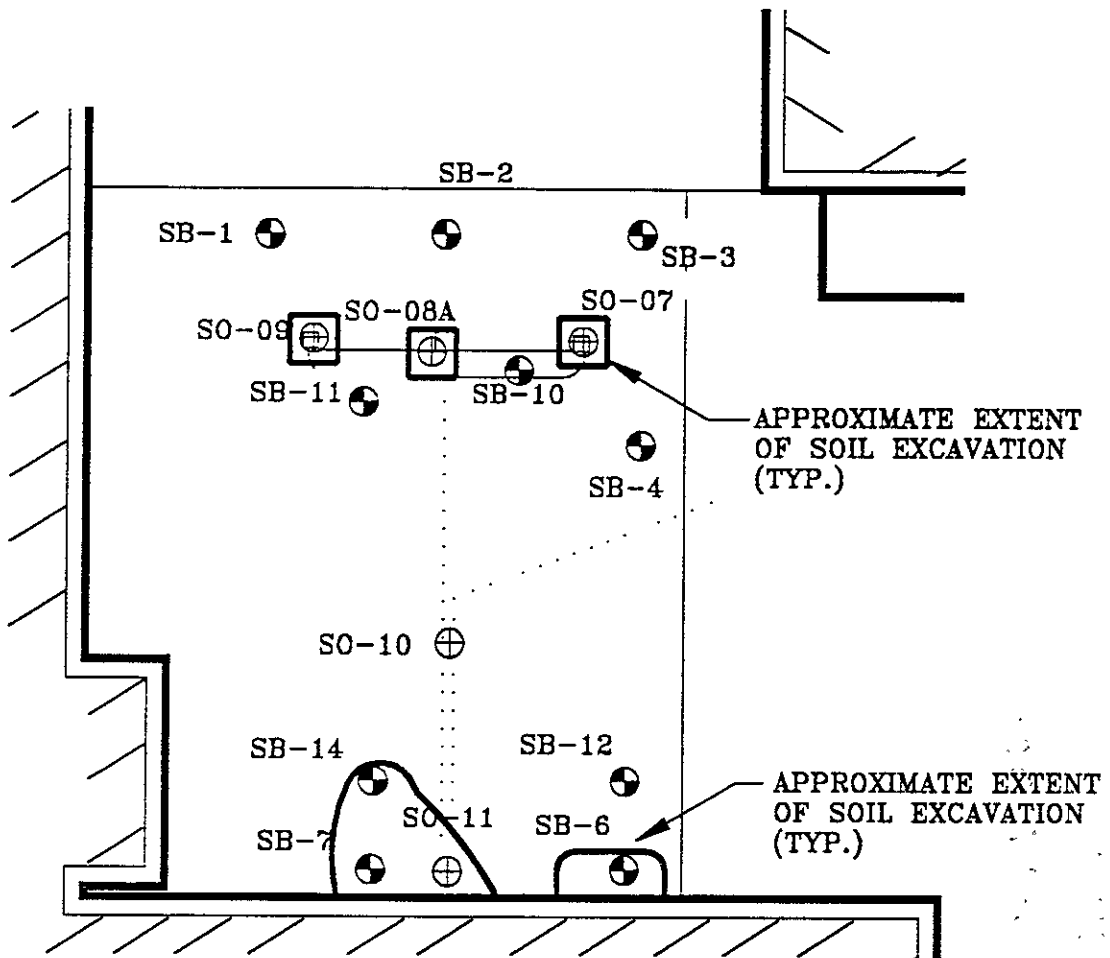 SB-2
SB-1
SB-3
SO-07
SO-08A
SO-09
SB-11
SB-10
APPROXIMATE EXTENT
OF SOIL EXCAVATION
(TYP.)
SB-4
SO-10
SB-14
SB-12
APPROXIMATE EXTENT
OF SOIL EXCAVATION
(TYP.)
SO-11
SB-6
SB-7